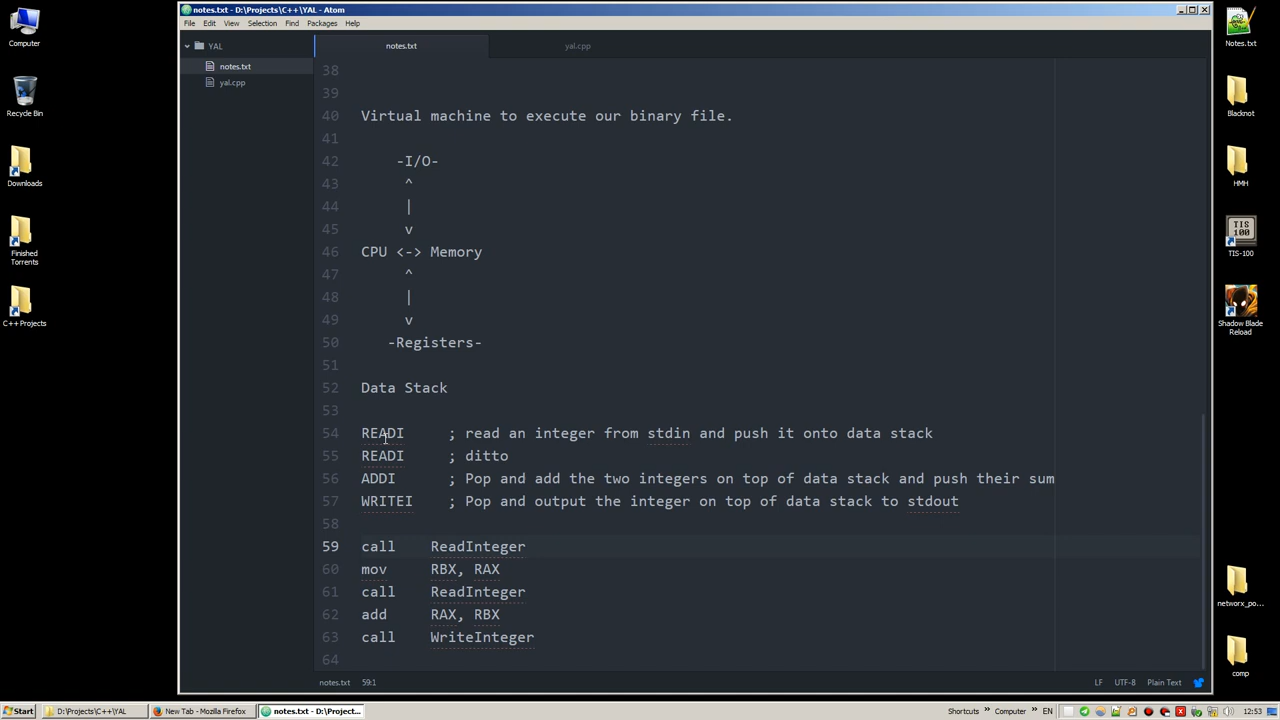 notes.txt - D:\Projects\C++\YAL - Atom
File Edit View Selection Find Packages Help
YAL
notes.txt
yal.cpp
notes.txt
yal.cpp
38
39
40 Virtual machine to execute our binary file.
41
42 -I/O-
43 ^
44 |
45 v
46 CPU <-> Memory
47 ^
48 |
49 v
50 -Registers-
51
52 Data Stack
53
54 READI ; read an integer from stdin and push it onto data stack
55 READI ; ditto
56 ADDI ; Pop and add the two integers on top of data stack and push their sum
57 WRITEI ; Pop and output the integer on top of data stack to stdout
58
59 call ReadInteger
60 mov RBX, RAX
61 call ReadInteger
62 add RAX, RBX
63 call WriteInteger
64
notes.txt 59:1 LF UTF-8 Plain Text
Computer
Recycle Bin
Downloads
Finished
Torrents
C++ Projects
Notes.txt
Blacknot
HMH
TIS
100
TIS-100
Shadow Blade
Reload
networx_po...
comp
Start D:\Projects\C++\YAL New Tab - Mozilla Firefox notes.txt - D:\Project... Shortcuts » Computer » EN 12:53